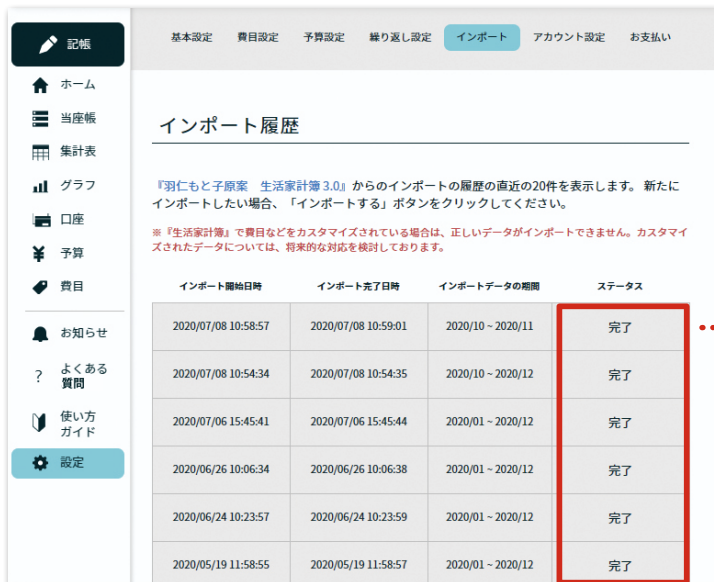 記帳
基本設定 費目設定 予算設定 繰り返し設定 インポート アカウント設定 お支払い
ホーム
当座帳
集計表
グラフ
口座
予算
費目
お知らせ
? よくある
質問
使い方
ガイド
設定
インポート履歴
『羽仁もと子原案 生活家計簿 3.0』からのインポートの履歴の直近の20件を表示します。 新たに
インポートしたい場合、「インポートする」ボタンをクリックしてください。
※『生活家計簿』で費目などをカスタマイズされている場合は、正しいデータがインポートできません。カスタマイ
ズされたデータについては、将来的な対応を検討しております。
インポート開始日時 インポート完了日時 インポートデータの期間 ステータス
2020/07/08 10:58:57 2020/07/08 10:59:01 2020/10 ~ 2020/11 完了
2020/07/08 10:54:34 2020/07/08 10:54:35 2020/10 ~ 2020/12 完了
2020/07/06 15:45:41 2020/07/06 15:45:44 2020/01 ~ 2020/12 完了
2020/06/26 10:06:34 2020/06/26 10:06:38 2020/01 ~ 2020/12 完了
2020/06/24 10:23:57 2020/06/24 10:23:59 2020/01 ~ 2020/12 完了
2020/05/19 11:58:55 2020/05/19 11:58:57 2020/01 ~ 2020/12 完了